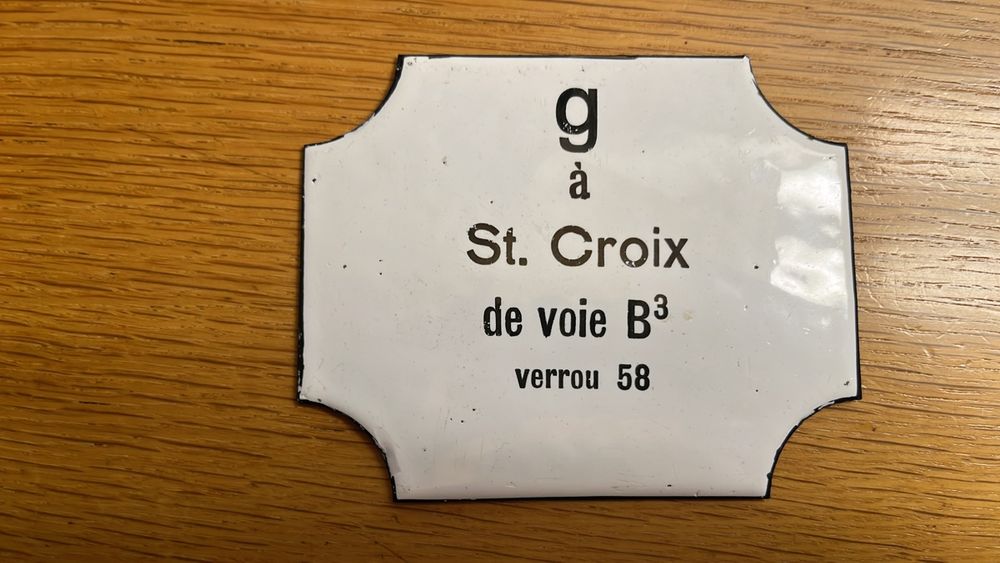 g
à
St. Croix
de voie B³
verrou 58